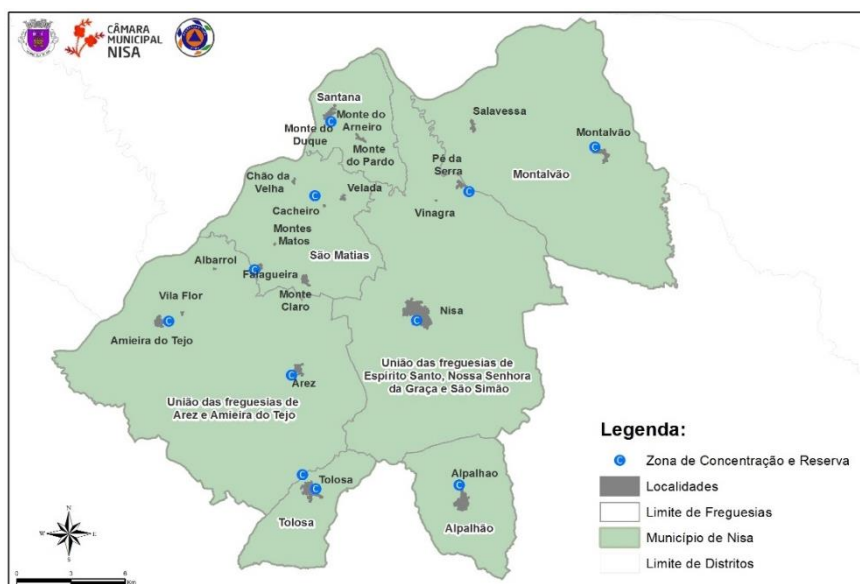 CÂMARA
MUNICIPAL
NISA
Santana
Monte do
Arneiro
Monte do
Duque
Monte
do Pardo
Salavessa
Montalvão
Montalvão
Pé da
Serra
Vinagra
Chão da
Velha
Velada
Cacheiro
Montes
Matos
São Matias
Albarrol
Falagueira
Monte
Claro
Vila Flor
Amieira do Tejo
Nisa
Arez
União das freguesias de
Espírito Santo, Nossa Senhora
da Graça e São Simão
União das freguesias de
Arez e Amieira do Tejo
Tolosa
Tolosa
Alpalhao
Alpalhão
Legenda:
C Zona de Concentração e Reserva
Localidades
Limite de Freguesias
Município de Nisa
Limite de Distritos
N
W E
S
0 3 6
Km